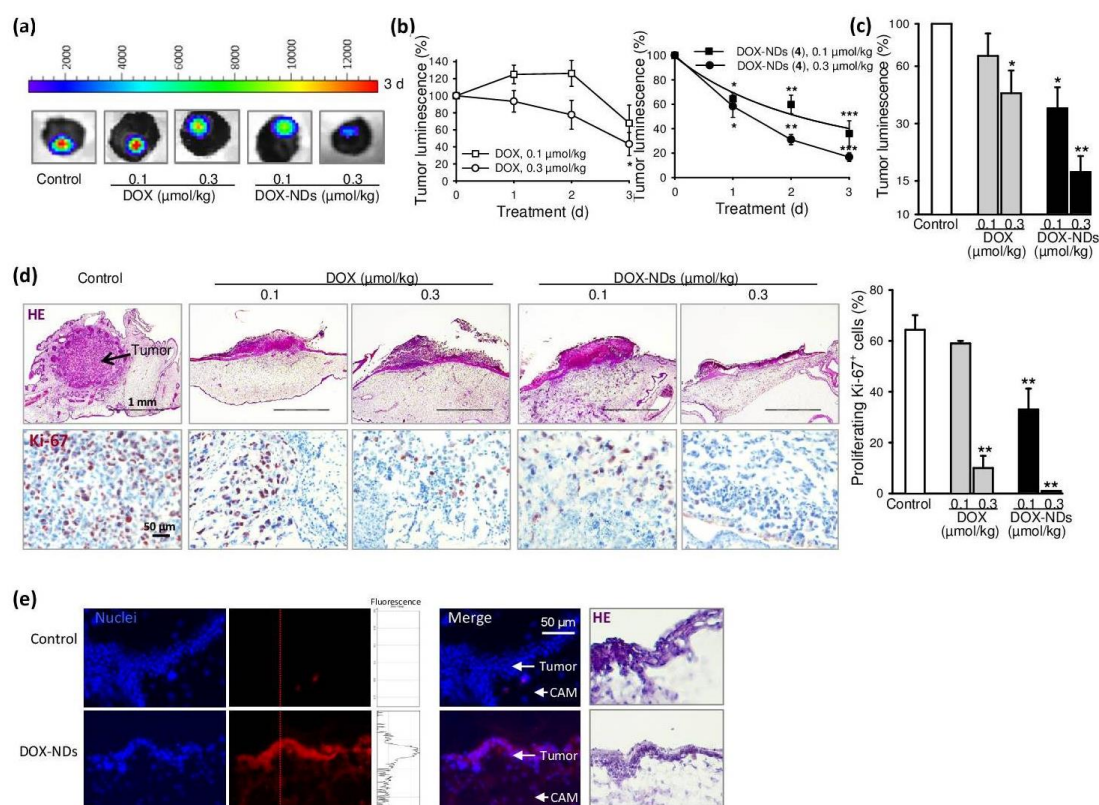 (a)
2000
4000
6000
8000
10000
12000
3 d
Control
0.1
0.3
0.1
0.3
DOX (µmol/kg)
DOX-NDs (µmol/kg)
(b)
Tumor luminescence (%)
140
120
100
80
60
40
20
0
DOX, 0.1 µmol/kg
DOX, 0.3 µmol/kg
*
0 1 2 3
Treatment (d)
Tumor luminescence (%)
100
80
60
40
20
0
DOX-NDs (4), 0.1 µmol/kg
DOX-NDs (4), 0.3 µmol/kg
* ** ***
* ** ***
0 1 2 3
Treatment (d)
(c)
Tumor luminescence (%)
100
60
30
15
10
* * **
Control
0.1 0.3
DOX
(µmol/kg)
0.1 0.3
DOX-NDs
(µmol/kg)
(d)
Control
DOX (µmol/kg)
DOX-NDs (µmol/kg)
0.1
0.3
0.1
0.3
HE
Tumor
1 mm
Ki-67
50 µm
Proliferating Ki-67+ cells (%)
80
60
40
20
0
** ** **
Control
0.1 0.3
DOX
(µmol/kg)
0.1 0.3
DOX-NDs
(µmol/kg)
(e)
Control
Nuclei
Fluorescence
Merge
50 µm
Tumor
CAM
HE
DOX-NDs
Tumor
CAM